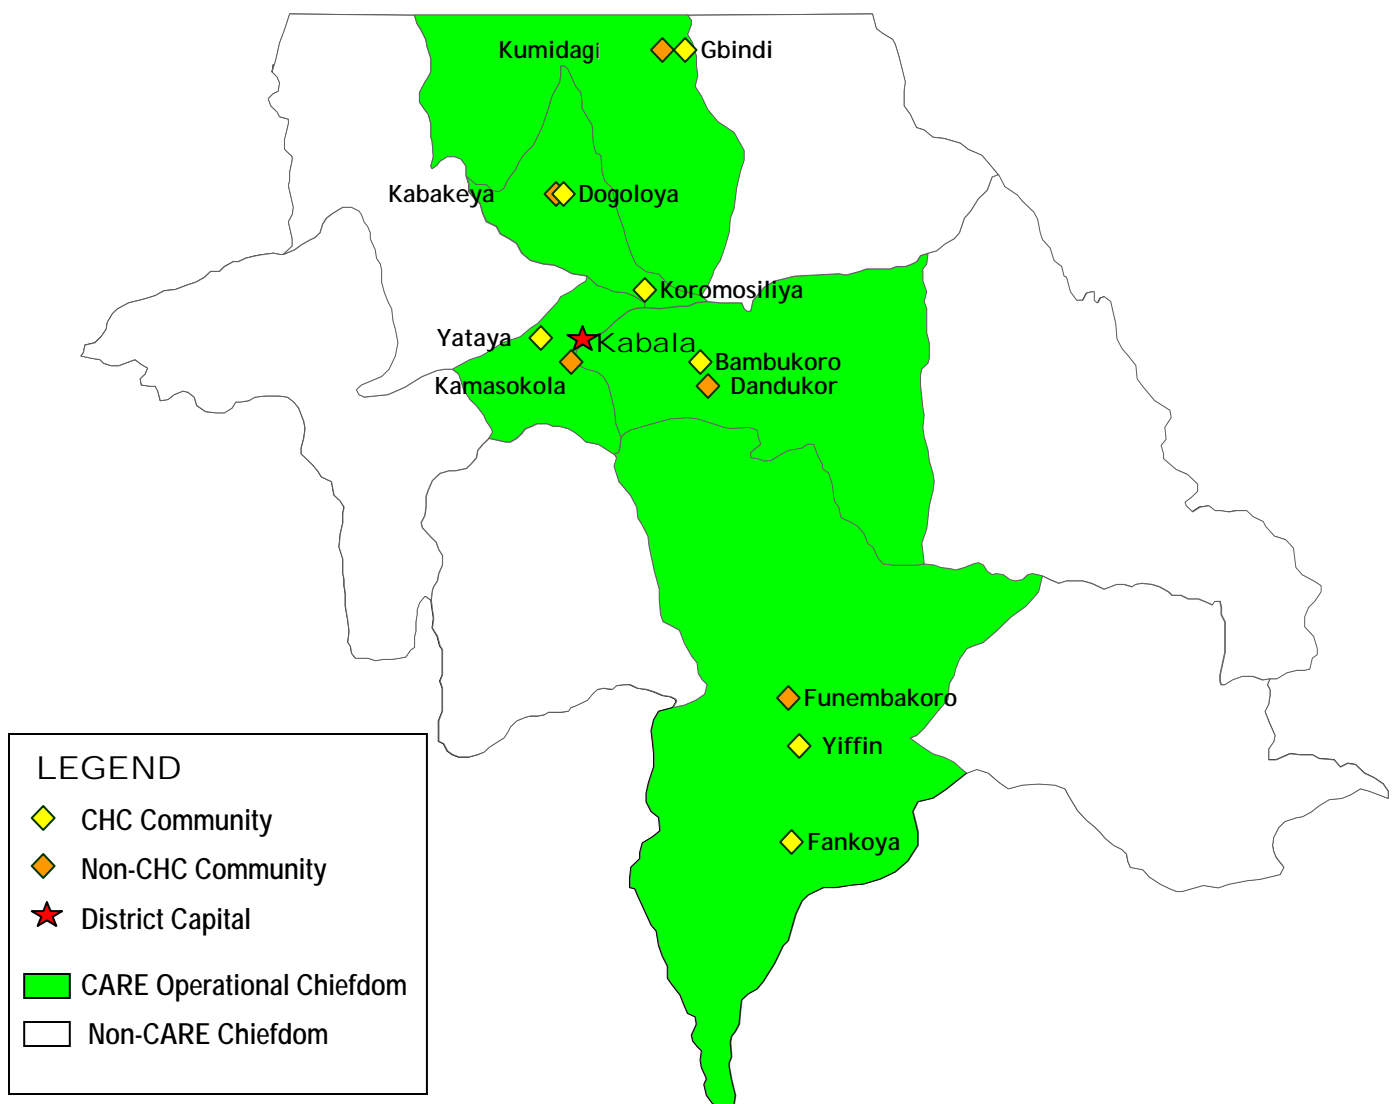 Kumidagi
Gbindi
Kabakeya
Dogoloya
Koromosiliya
Yataya
Kabala
Bambukoro
Kamasokola
Dandukor
Funembakoro
Yiffin
Fankoya
LEGEND
CHC Community
Non-CHC Community
District Capital
CARE Operational Chiefdom
Non-CARE Chiefdom